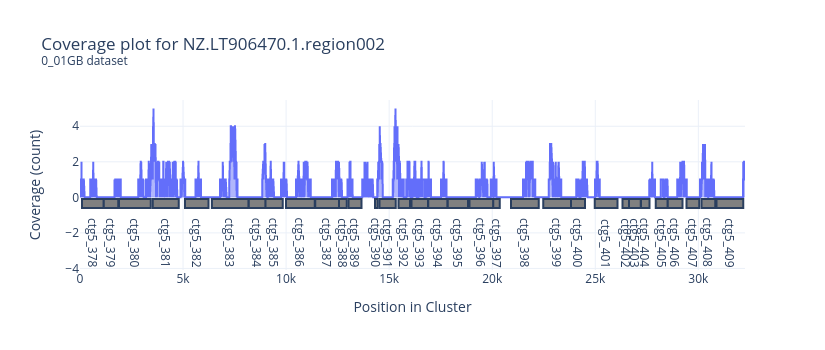 Coverage plot for NZ.LT906470.1.region002
0_01GB dataset
Coverage (count)
4
2
0
−2
−4
ctg5_378
ctg5_379
ctg5_380
ctg5_381
ctg5_382
ctg5_383
ctg5_384
ctg5_385
ctg5_386
ctg5_387
ctg5_388
ctg5_389
ctg5_390
ctg5_391
ctg5_392
ctg5_393
ctg5_394
ctg5_395
ctg5_396
ctg5_397
ctg5_398
ctg5_399
ctg5_400
ctg5_401
ctg5_402
ctg5_403
ctg5_404
ctg5_405
ctg5_406
ctg5_407
ctg5_408
ctg5_409
0
5k
10k
15k
20k
25k
30k
Position in Cluster